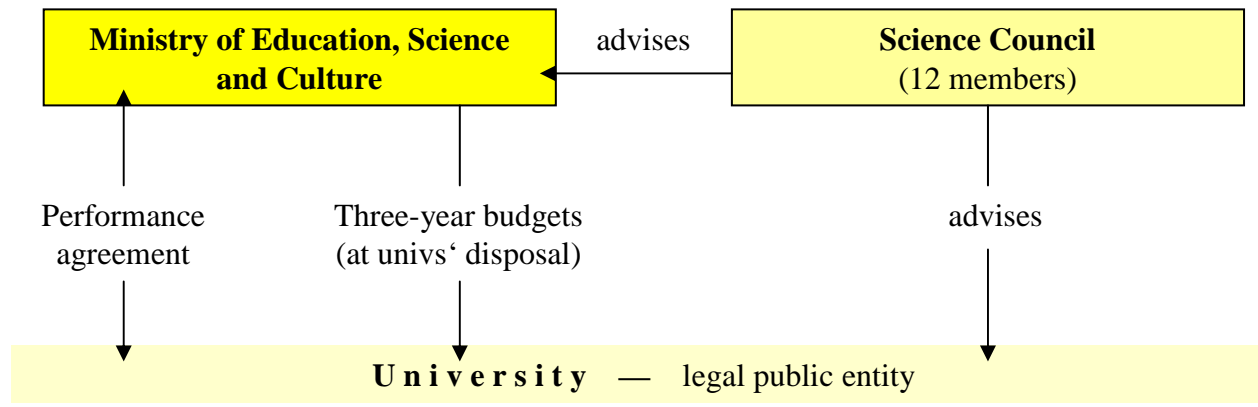 Ministry of Education, Science
and Culture
advises
Science Council
(12 members)
Performance
agreement
Three-year budgets
(at univs‘ disposal)
advises
U n i v e r s i t y — legal public entity